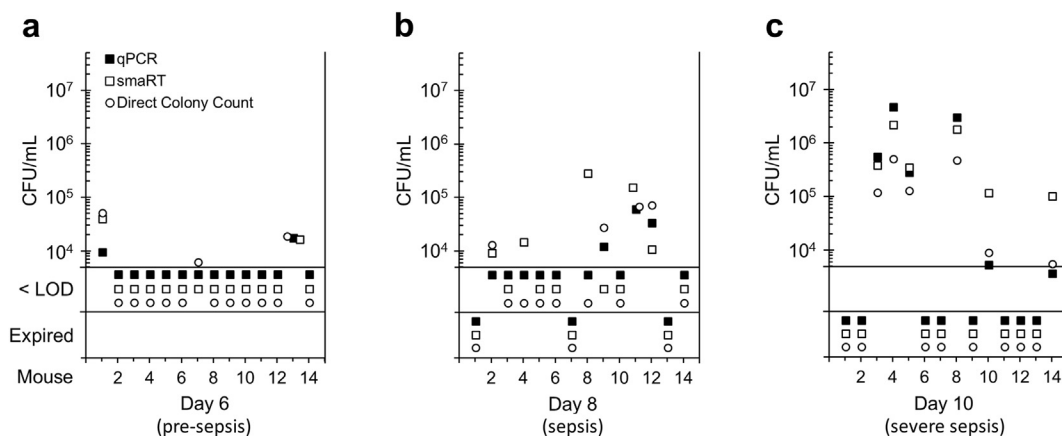 a
b
c
qPCR
smaRT
Direct Colony Count
CFU/mL
10⁷
10⁶
10⁵
10⁴
< LOD
Expired
Mouse
2 4 6 8 10 12 14
Day 6
(pre-sepsis)
CFU/mL
10⁷
10⁶
10⁵
10⁴
2 4 6 8 10 12 14
Day 8
(sepsis)
CFU/mL
10⁷
10⁶
10⁵
10⁴
2 4 6 8 10 12 14
Day 10
(severe sepsis)